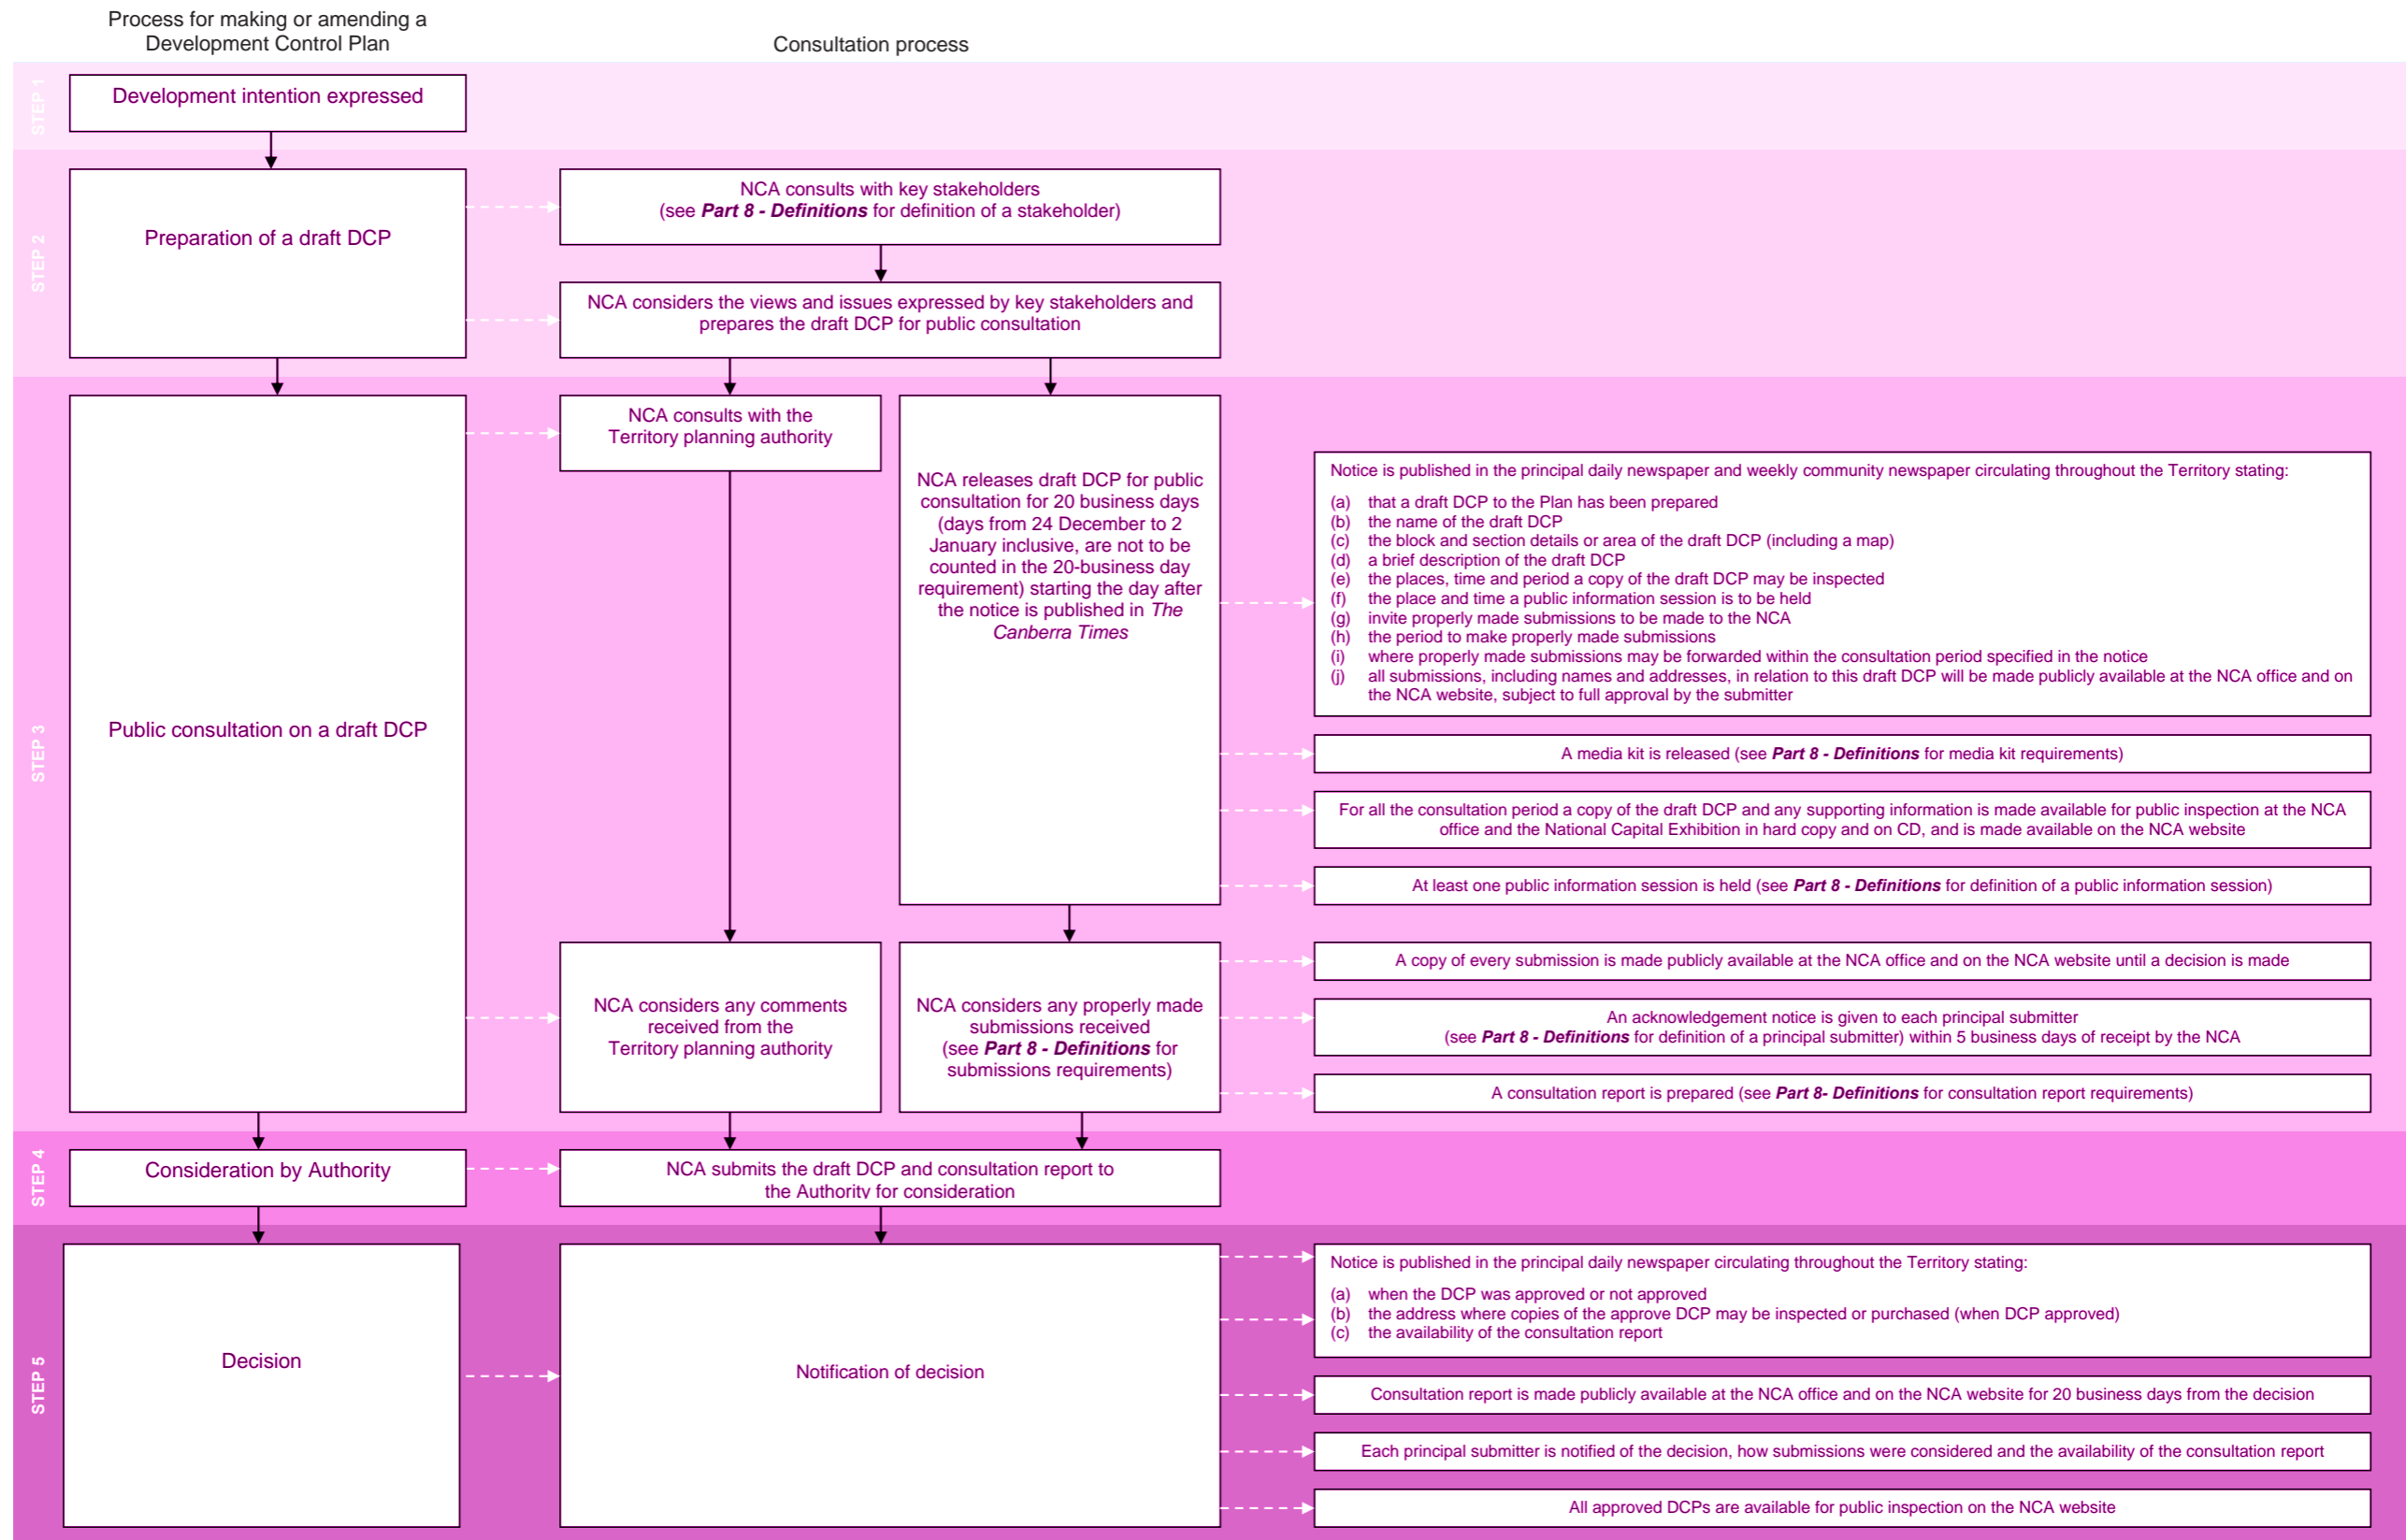 Process for making or amending a
Development Control Plan
Consultation process
STEP 1
Development intention expressed
STEP 2
Preparation of a draft DCP
NCA consults with key stakeholders
(see Part 8 - Definitions for definition of a stakeholder)
NCA considers the views and issues expressed by key stakeholders and
prepares the draft DCP for public consultation
STEP 3
Public consultation on a draft DCP
NCA consults with the
Territory planning authority
NCA releases draft DCP for public
consultation for 20 business days
(days from 24 December to 2
January inclusive, are not to be
counted in the 20-business day
requirement) starting the day after
the notice is published in The
Canberra Times
Notice is published in the principal daily newspaper and weekly community newspaper circulating throughout the Territory stating:
(a) that a draft DCP to the Plan has been prepared
(b) the name of the draft DCP
(c) the block and section details or area of the draft DCP (including a map)
(d) a brief description of the draft DCP
(e) the places, time and period a copy of the draft DCP may be inspected
(f) the place and time a public information session is to be held
(g) invite properly made submissions to be made to the NCA
(h) the period to make properly made submissions
(i) where properly made submissions may be forwarded within the consultation period specified in the notice
(j) all submissions, including names and addresses, in relation to this draft DCP will be made publicly available at the NCA office and on
the NCA website, subject to full approval by the submitter
A media kit is released (see Part 8 - Definitions for media kit requirements)
For all the consultation period a copy of the draft DCP and any supporting information is made available for public inspection at the NCA
office and the National Capital Exhibition in hard copy and on CD, and is made available on the NCA website
At least one public information session is held (see Part 8 - Definitions for definition of a public information session)
NCA considers any comments
received from the
Territory planning authority
NCA considers any properly made
submissions received
(see Part 8 - Definitions for
submissions requirements)
A copy of every submission is made publicly available at the NCA office and on the NCA website until a decision is made
An acknowledgement notice is given to each principal submitter
(see Part 8 - Definitions for definition of a principal submitter) within 5 business days of receipt by the NCA
A consultation report is prepared (see Part 8- Definitions for consultation report requirements)
STEP 4
Consideration by Authority
NCA submits the draft DCP and consultation report to
the Authority for consideration
STEP 5
Decision
Notification of decision
Notice is published in the principal daily newspaper circulating throughout the Territory stating:
(a) when the DCP was approved or not approved
(b) the address where copies of the approve DCP may be inspected or purchased (when DCP approved)
(c) the availability of the consultation report
Consultation report is made publicly available at the NCA office and on the NCA website for 20 business days from the decision
Each principal submitter is notified of the decision, how submissions were considered and the availability of the consultation report
All approved DCPs are available for public inspection on the NCA website